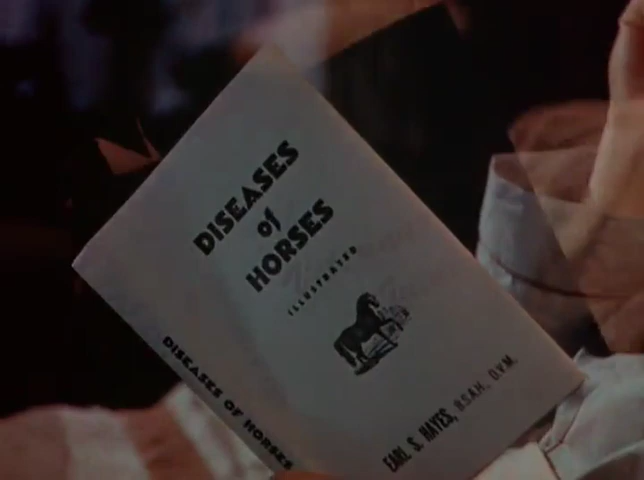 DISEASES
of
HORSES
ILLUSTRATED
EARL S. HAYES, B.S.A.H., D.V.M.
DISEASES OF HORSES